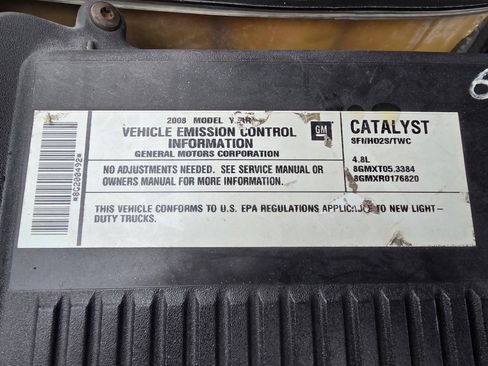 2008 MODEL YEAR
VEHICLE EMISSION CONTROL
INFORMATION
GENERAL MOTORS CORPORATION
GM
CATALYST
SFI/HO2S/TWC
NO ADJUSTMENTS NEEDED. SEE SERVICE MANUAL OR
OWNERS MANUAL FOR MORE INFORMATION.
4.8L
8GMXT05.3384
8GMXR0176820
THIS VEHICLE CONFORMS TO U.S. EPA REGULATIONS APPLICABLE TO NEW LIGHT-
DUTY TRUCKS.
*8G200492*